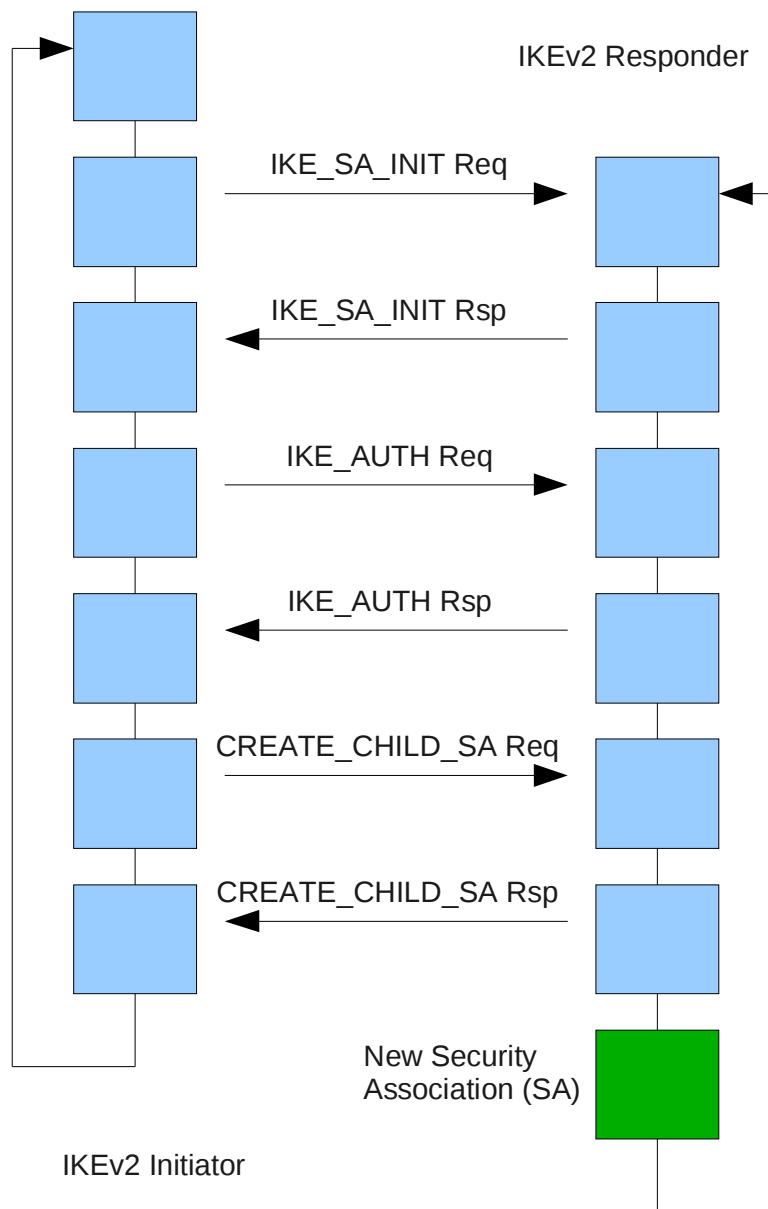 IKEv2 Responder
IKE_SA_INIT Req
IKE_SA_INIT Rsp
IKE_AUTH Req
IKE_AUTH Rsp
CREATE_CHILD_SA Req
CREATE_CHILD_SA Rsp
New Security
Association (SA)
IKEv2 Initiator